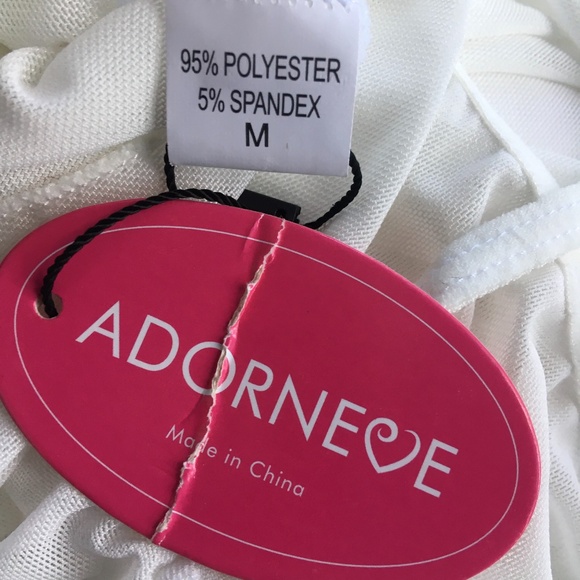 95% POLYESTER
5% SPANDEX
M
ADORNEVE
Made in China